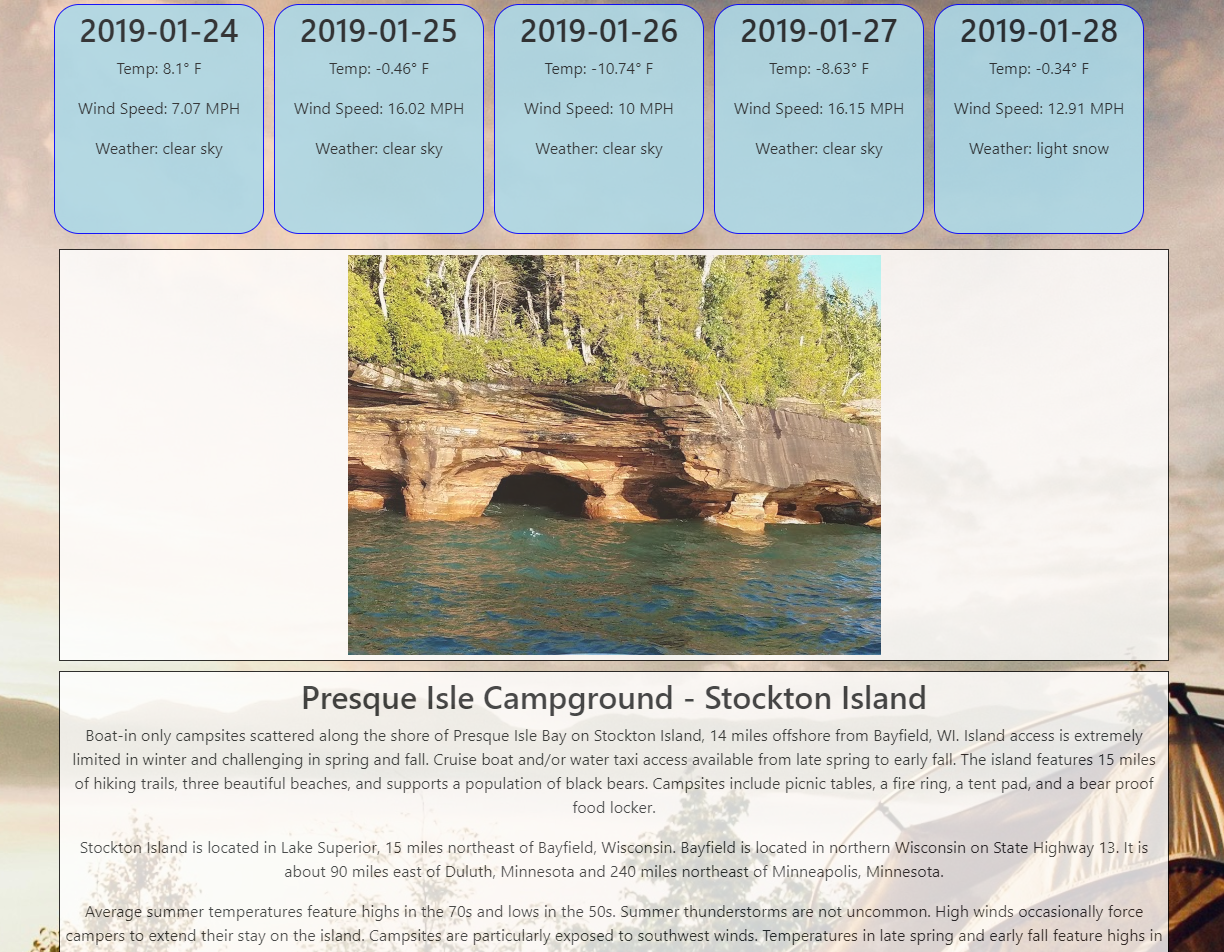 2019-01-24
Temp: 8.1° F
Wind Speed: 7.07 MPH
Weather: clear sky
2019-01-25
Temp: -0.46° F
Wind Speed: 16.02 MPH
Weather: clear sky
2019-01-26
Temp: -10.74° F
Wind Speed: 10 MPH
Weather: clear sky
2019-01-27
Temp: -8.63° F
Wind Speed: 16.15 MPH
Weather: clear sky
2019-01-28
Temp: -0.34° F
Wind Speed: 12.91 MPH
Weather: light snow
Presque Isle Campground - Stockton Island
Boat-in only campsites scattered along the shore of Presque Isle Bay on Stockton Island, 14 miles offshore from Bayfield, WI. Island access is extremely
limited in winter and challenging in spring and fall. Cruise boat and/or water taxi access available from late spring to early fall. The island features 15 miles
of hiking trails, three beautiful beaches, and supports a population of black bears. Campsites include picnic tables, a fire ring, a tent pad, and a bear proof
food locker.
Stockton Island is located in Lake Superior, 15 miles northeast of Bayfield, Wisconsin. Bayfield is located in northern Wisconsin on State Highway 13. It is
about 90 miles east of Duluth, Minnesota and 240 miles northeast of Minneapolis, Minnesota.
Average summer temperatures feature highs in the 70s and lows in the 50s. Summer thunderstorms are not uncommon. High winds occasionally force
campers to extend their stay on the island. Campsites are particularly exposed to southwest winds. Temperatures in late spring and early fall feature highs in